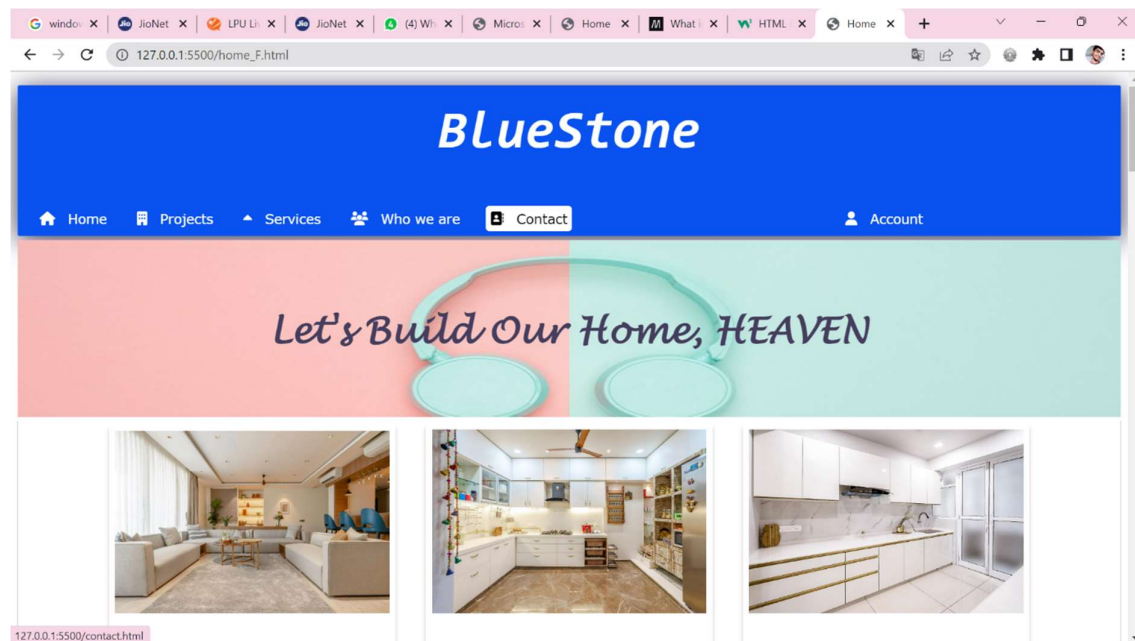 window
JioNet
LPU Li
JioNet
(4) Wh
Micros
Home
What i
HTML
Home
127.0.0.1:5500/home_F.html
BlueStone
Home Projects Services Who we are Contact Account
Let's Build Our Home, HEAVEN
127.0.0.1:5500/contact.html